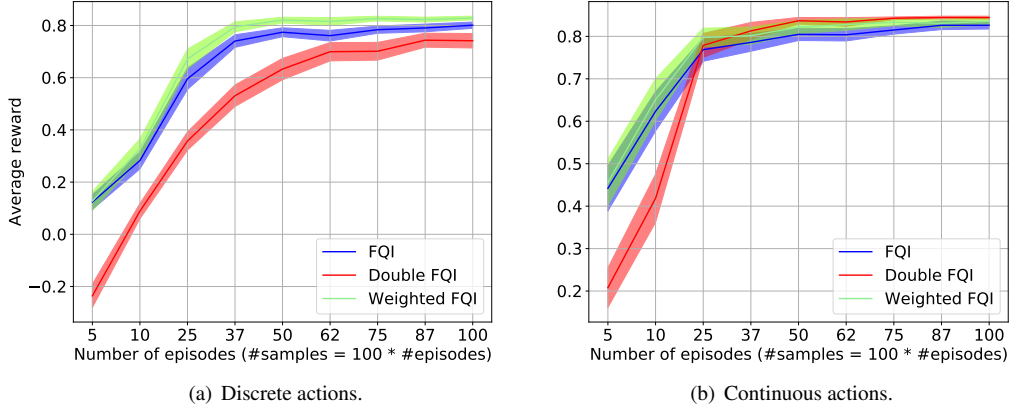 0.8
0.6
0.4
0.2
0.0
−0.2
Average reward
FQI
Double FQI
Weighted FQI
5 10 25 37 50 62 75 87 100
Number of episodes (#samples = 100 * #episodes)
(a) Discrete actions.
0.8
0.7
0.6
0.5
0.4
0.3
0.2
FQI
Double FQI
Weighted FQI
5 10 25 37 50 62 75 87 100
Number of episodes (#samples = 100 * #episodes)
(b) Continuous actions.